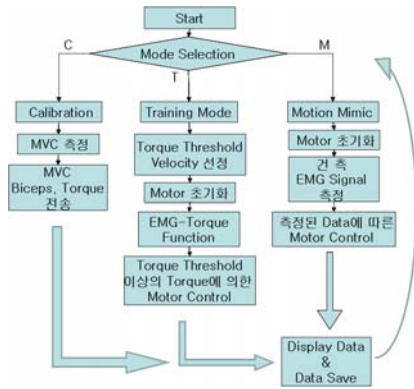 Start
Mode Selection
C
T
M
Calibration
MVC 측정
MVC
Biceps, Torque
전송
Training Mode
Torque Threshold
Velocity 선정
Motor 초기화
EMG-Torque
Function
Torque Threshold
이상의 Torque에 의한
Motor Control
Motion Mimic
Motor 초기화
건 측
EMG Signal
측정
측정된 Data에 따른
Motor Control
Display Data
&
Data Save